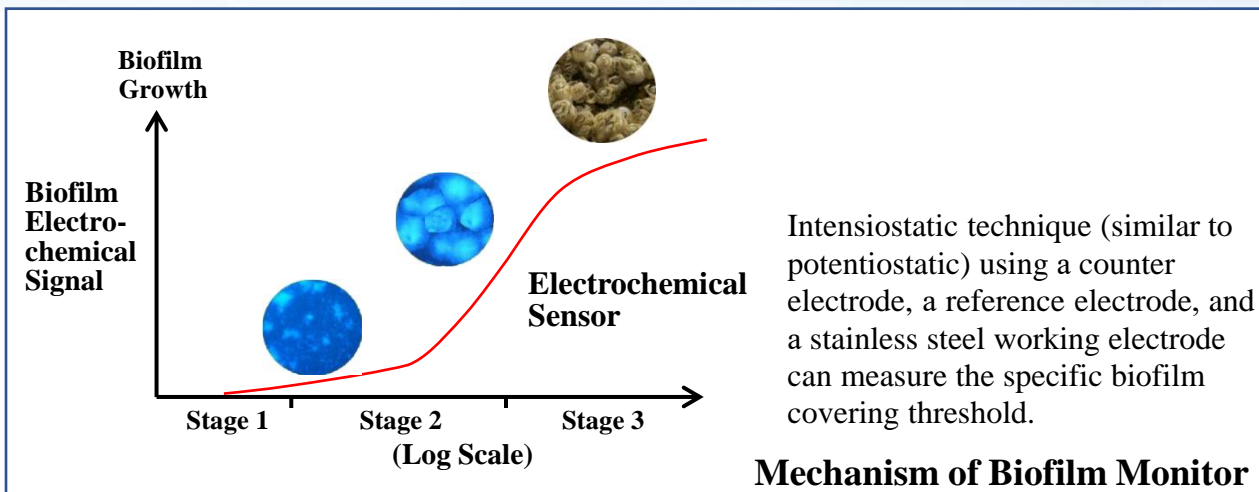 Biofilm
Growth
Biofilm
Electro-
chemical
Signal
Electrochemical
Sensor
Stage 1
Stage 2
Stage 3
(Log Scale)
Intensiostatic technique (similar to
potentiostatic) using a counter
electrode, a reference electrode, and
a stainless steel working electrode
can measure the specific biofilm
covering threshold.
Mechanism of Biofilm Monitor